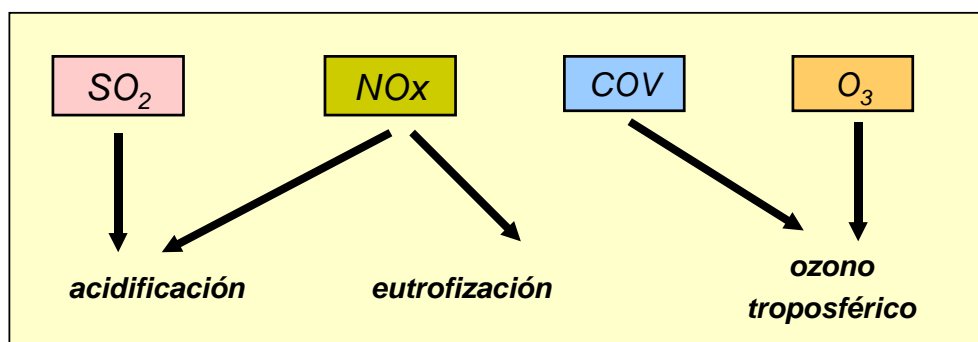 SO₂ NOx COV O₃
acidificación eutrofización ozono
troposférico